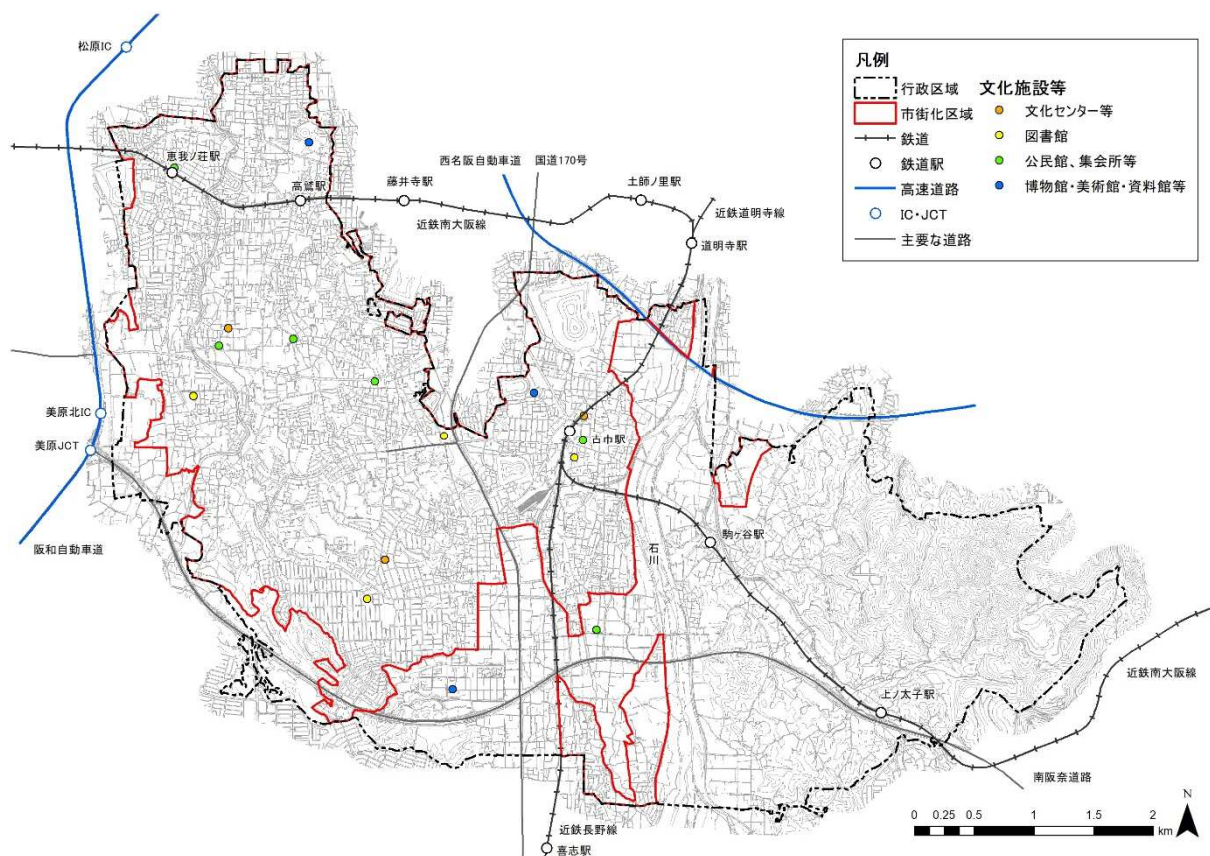 松原IC
恵我ノ荘駅
高鷲駅
藤井寺駅
近鉄南大阪線
西名阪自動車道
国道170号
土師ノ里駅
近鉄道明寺線
道明寺駅
凡例
行政区域
市街化区域
鉄道
鉄道駅
高速道路
IC・JCT
主要な道路
文化施設等
文化センター等
図書館
公民館、集会所等
博物館・美術館・資料館等
美原北IC
美原JCT
阪和自動車道
古市駅
駒ヶ谷駅
石川
上ノ太子駅
近鉄南大阪線
南阪奈道路
近鉄長野線
喜志駅
N
0 0.25 0.5 1 1.5 2
km